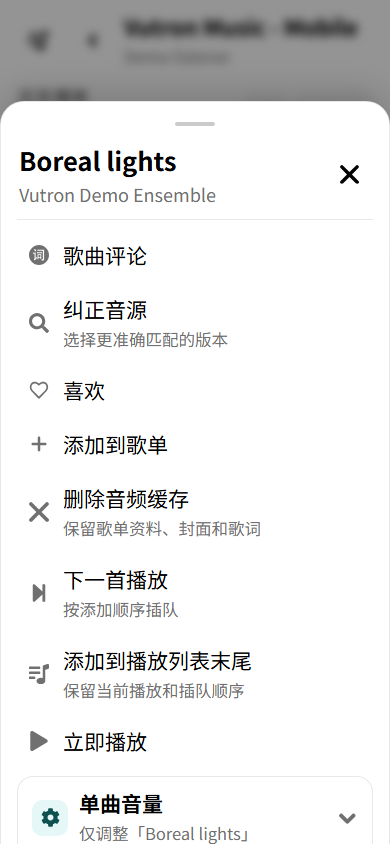 Vutron Music - Mobile
Boreal lights
Vutron Demo Ensemble
词
歌曲评论
纠正音源
选择更准确匹配的版本
喜欢
添加到歌单
删除音频缓存
保留歌单资料、封面和歌词
下一首播放
按添加顺序插队
添加到播放列表末尾
保留当前播放和插队顺序
立即播放
单曲音量
仅调整「Boreal lights」